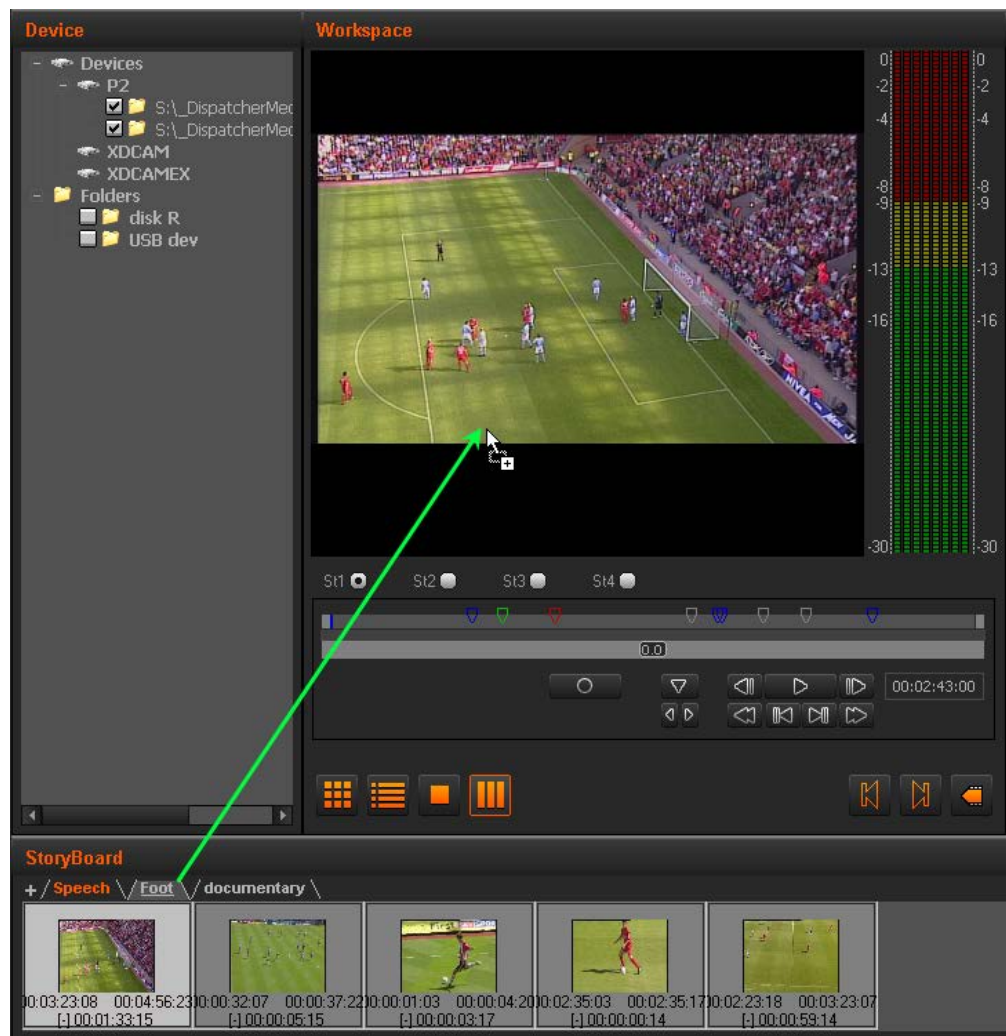 Device
Devices
P2
S:\_DispatcherMed
S:\_DispatcherMed
XDCAM
XDCAMEX
Folders
disk R
USB dev
Workspace
0 0
-2 -2
-4 -4
-8 -8
-9 -9
-13 -13
-16 -16
-30 -30
NIVEA
St1 St2 St3 St4
0.0
00:02:43:00
StoryBoard
+ / Speech \ / Foot \ / documentary \
First
00:03:23:08 00:04:56:23
[-] 00:01:33:15
00:00:32:07 00:00:37:22
[-] 00:00:05:15
00:00:01:03 00:00:04:20
[-] 00:00:03:17
00:02:35:03 00:02:35:17
[-] 00:00:00:14
00:02:23:18 00:03:23:07
[-] 00:00:59:14